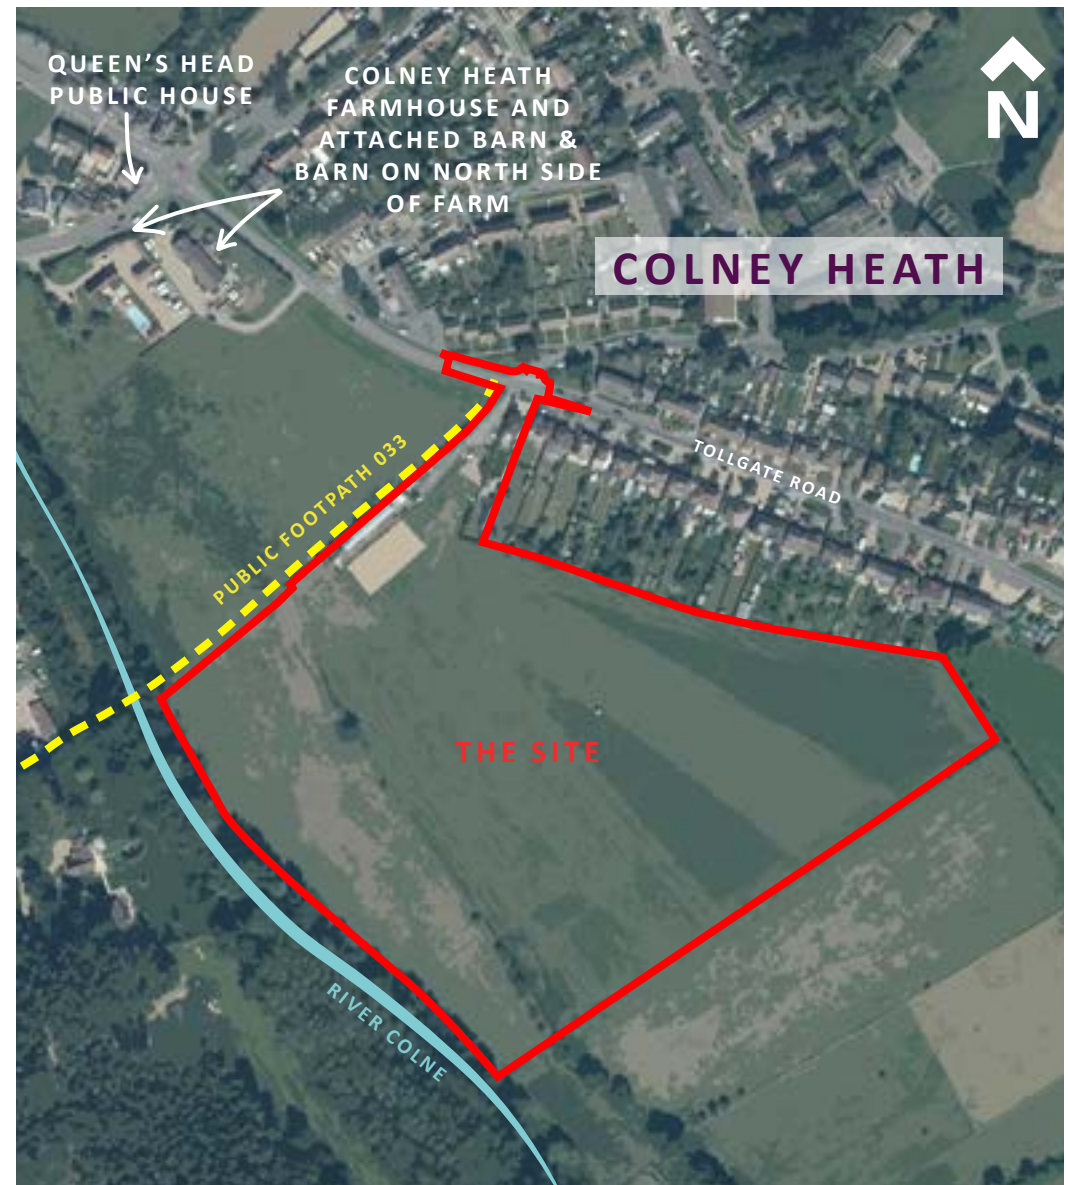 QUEEN'S HEAD
PUBLIC HOUSE
COLNEY HEATH
FARMHOUSE AND
ATTACHED BARN &
BARN ON NORTH SIDE
OF FARM
N
COLNEY HEATH
TOLLGATE ROAD
PUBLIC FOOTPATH 033
THE SITE
RIVER COLNE